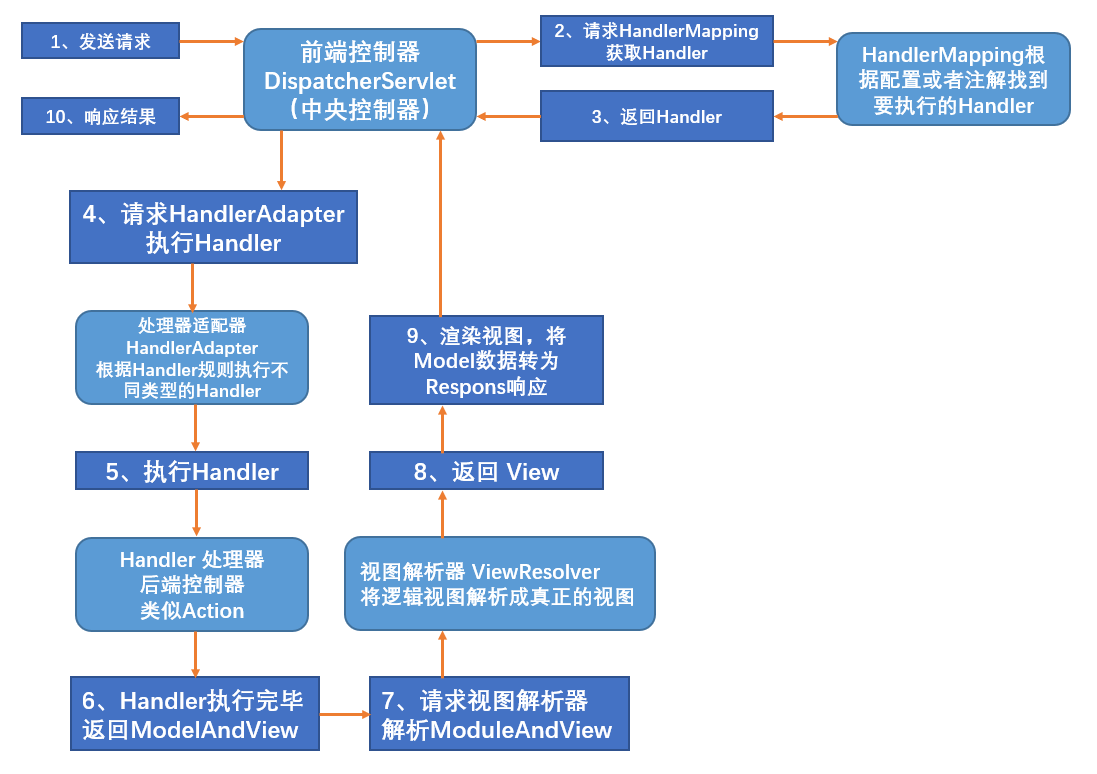 1、发送请求
前端控制器
DispatcherServlet
（中央控制器）
2、请求HandlerMapping
获取Handler
HandlerMapping根
据配置或者注解找到
要执行的Handler
10、响应结果
3、返回Handler
4、请求HandlerAdapter
执行Handler
处理器适配器
HandlerAdapter
根据Handler规则执行不
同类型的Handler
9、渲染视图，将
Model数据转为
Respons响应
5、执行Handler
8、返回 View
Handler 处理器
后端控制器
类似Action
视图解析器 ViewResolver
将逻辑视图解析成真正的视图
6、Handler执行完毕
返回ModelAndView
7、请求视图解析器
解析ModuleAndView